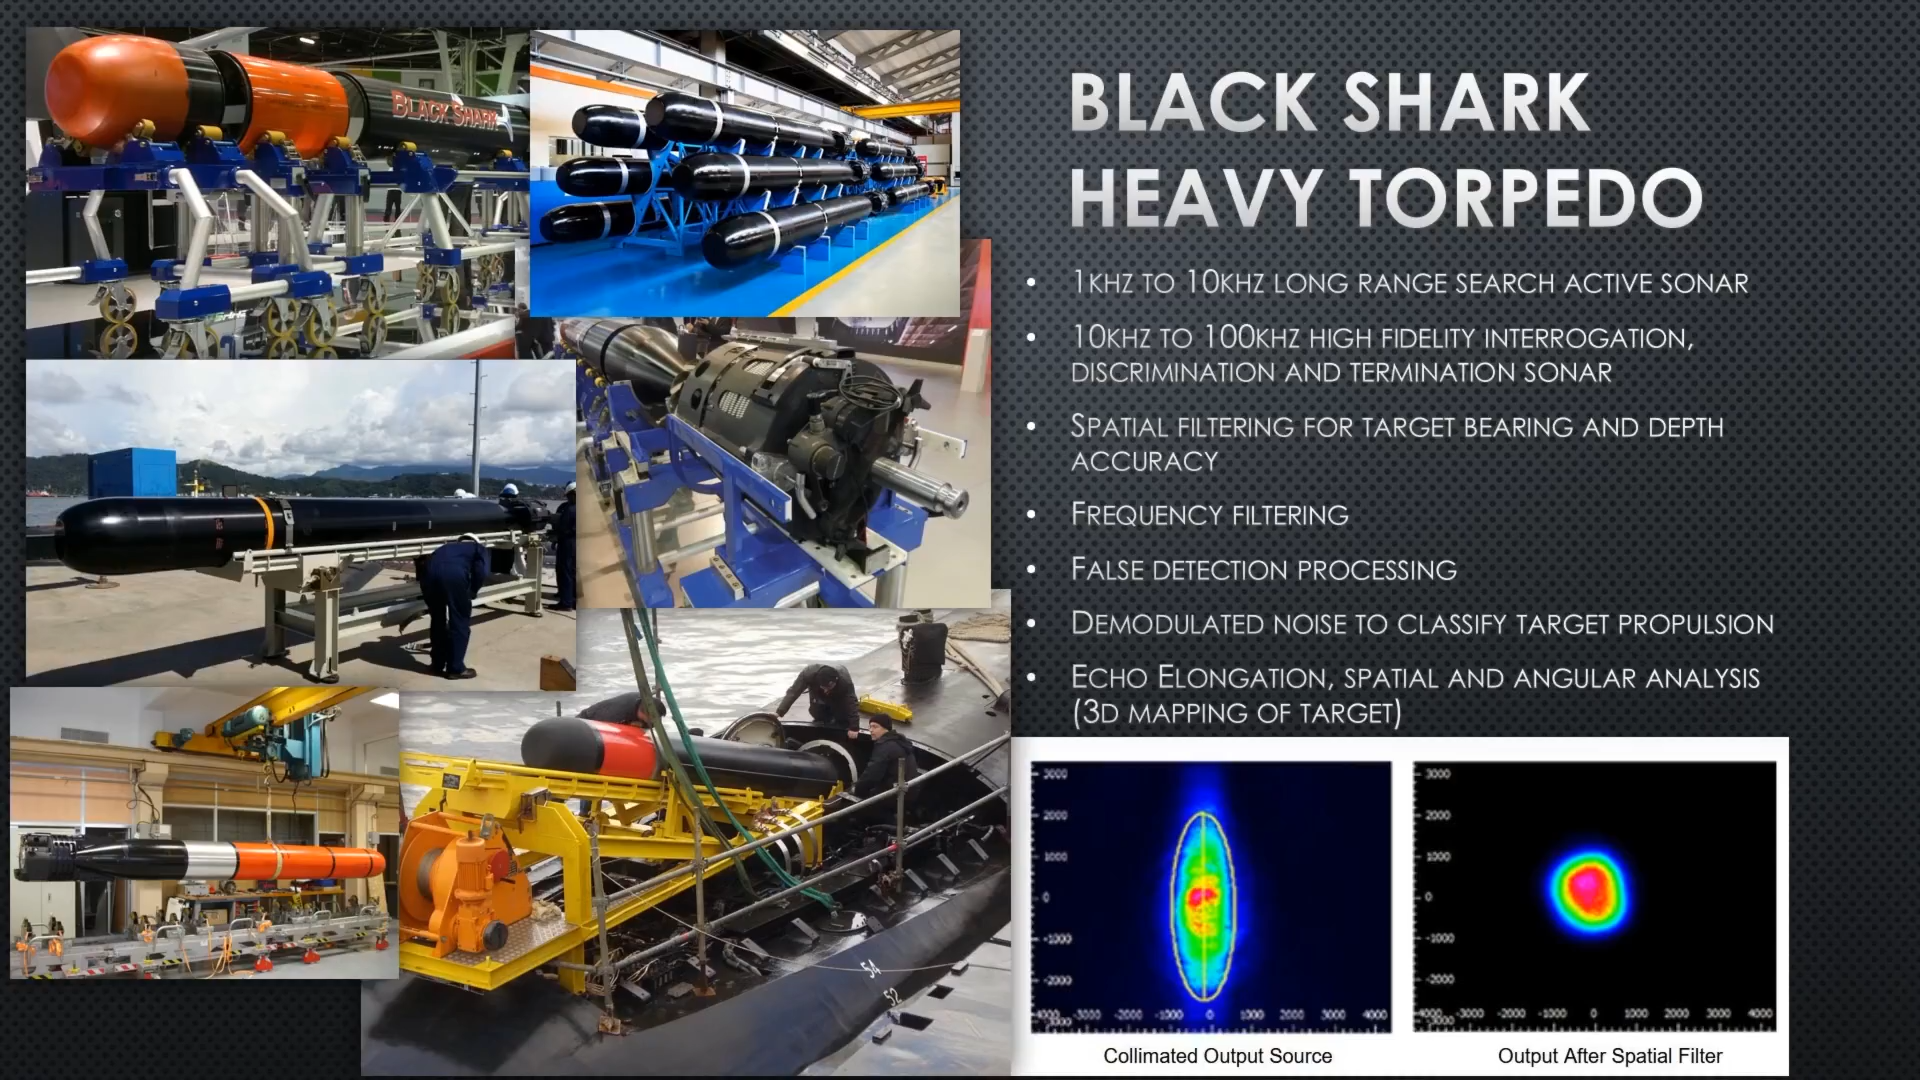 BLACK SHARK
BLACK SHARK
HEAVY TORPEDO
• 1KHZ TO 10KHZ LONG RANGE SEARCH ACTIVE SONAR
• 10KHZ TO 100KHZ HIGH FIDELITY INTERROGATION,
DISCRIMINATION AND TERMINATION SONAR
• SPATIAL FILTERING FOR TARGET BEARING AND DEPTH
ACCURACY
• FREQUENCY FILTERING
• FALSE DETECTION PROCESSING
• DEMODULATED NOISE TO CLASSIFY TARGET PROPULSION
• ECHO ELONGATION, SPATIAL AND ANGULAR ANALYSIS
(3D MAPPING OF TARGET)
54
52
3000
2000
1000
0
-1000
-2000
-3000 -2000 -1000 0 1000 2000 3000 4000
Collimated Output Source
3000
2000
1000
0
-1000
-2000
-3000 -2000 -1000 0 1000 2000 3000 4000
Output After Spatial Filter